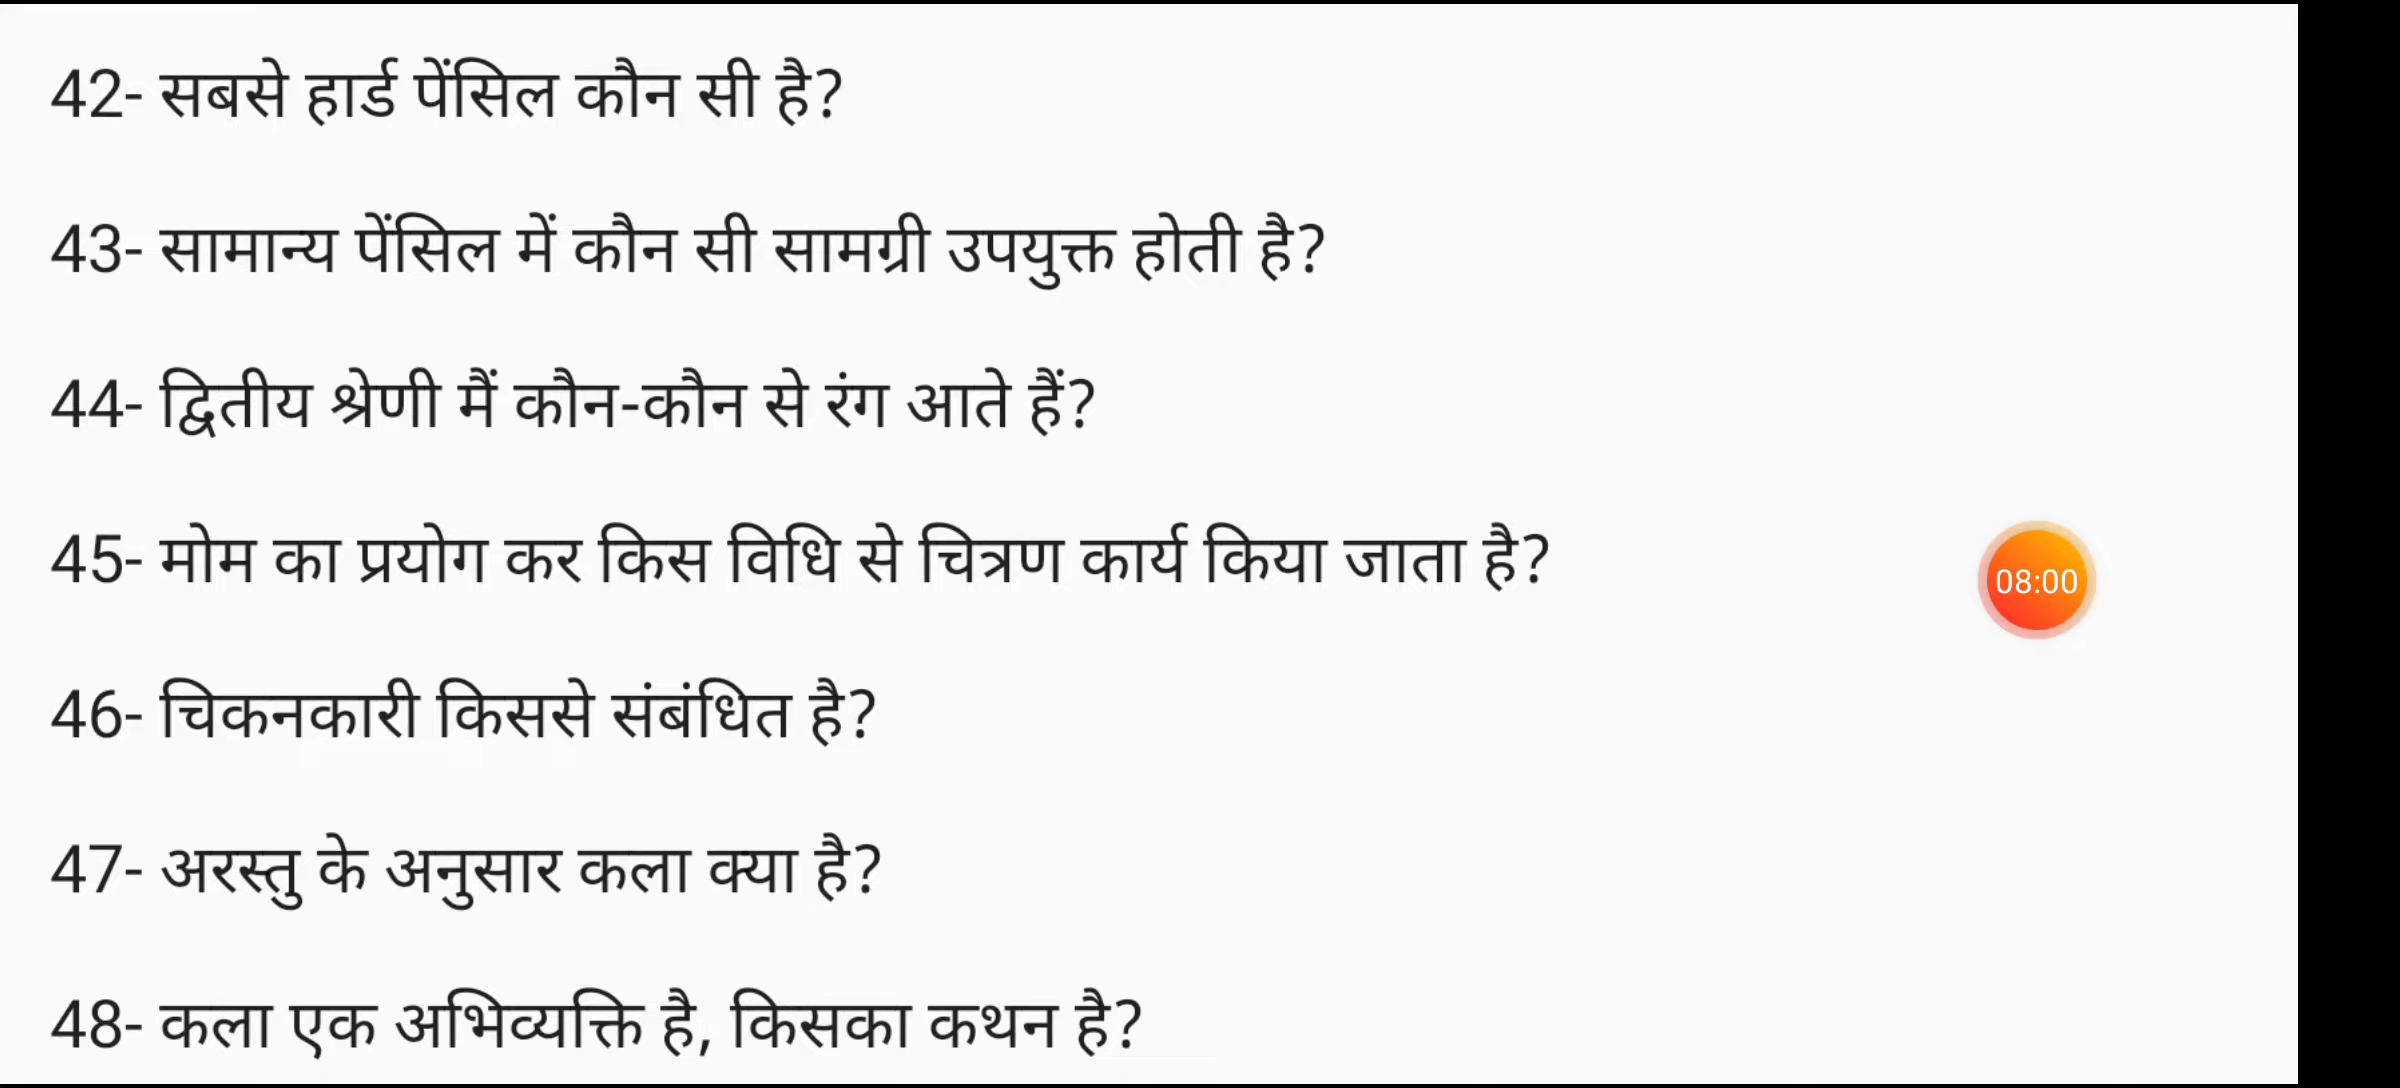 42- सबसे हार्ड पेंसिल कौन सी है?
43- सामान्य पेंसिल में कौन सी सामग्री उपयुक्त होती है?
44- द्वितीय श्रेणी मैं कौन-कौन से रंग आते हैं?
45- मोम का प्रयोग कर किस विधि से चित्रण कार्य किया जाता है?
08:00
46- चिकनकारी किससे संबंधित है?
47- अरस्तु के अनुसार कला क्या है?
48- कला एक अभिव्यक्ति है, किसका कथन है?